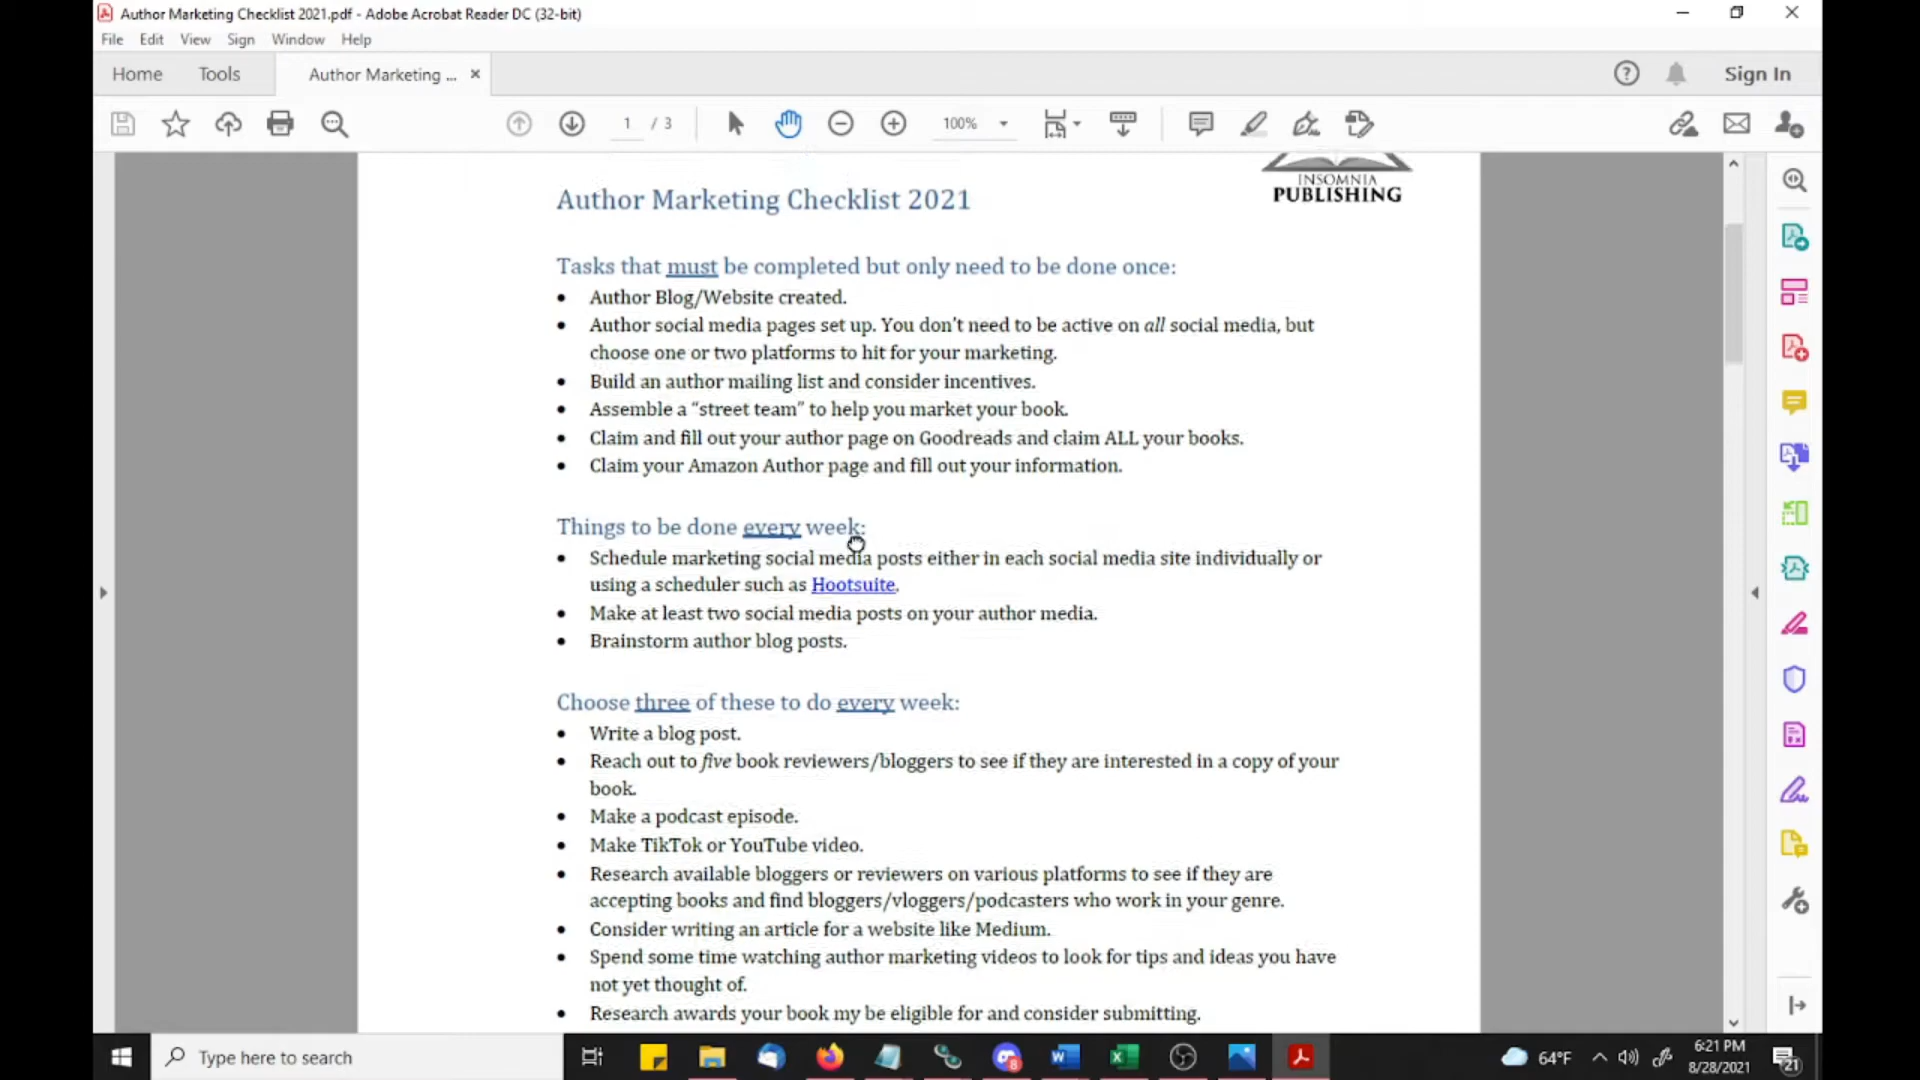 Author Marketing Checklist 2021.pdf - Adobe Acrobat Reader DC (32-bit)
File Edit View Sign Window Help
Home Tools Author Marketing ... × Sign In
1 / 3 100%
INSOMNIA
PUBLISHING
Author Marketing Checklist 2021
Tasks that must be completed but only need to be done once:
• Author Blog/Website created.
• Author social media pages set up. You don't need to be active on all social media, but
choose one or two platforms to hit for your marketing.
• Build an author mailing list and consider incentives.
• Assemble a “street team” to help you market your book.
• Claim and fill out your author page on Goodreads and claim ALL your books.
• Claim your Amazon Author page and fill out your information.
Things to be done every week:
• Schedule marketing social media posts either in each social media site individually or
using a scheduler such as Hootsuite.
• Make at least two social media posts on your author media.
• Brainstorm author blog posts.
Choose three of these to do every week:
• Write a blog post.
• Reach out to five book reviewers/bloggers to see if they are interested in a copy of your
book.
• Make a podcast episode.
• Make TikTok or YouTube video.
• Research available bloggers or reviewers on various platforms to see if they are
accepting books and find bloggers/vloggers/podcasters who work in your genre.
• Consider writing an article for a website like Medium.
• Spend some time watching author marketing videos to look for tips and ideas you have
not yet thought of.
• Research awards your book my be eligible for and consider submitting.
Type here to search 8 64°F 6:21 PM
8/28/2021 21